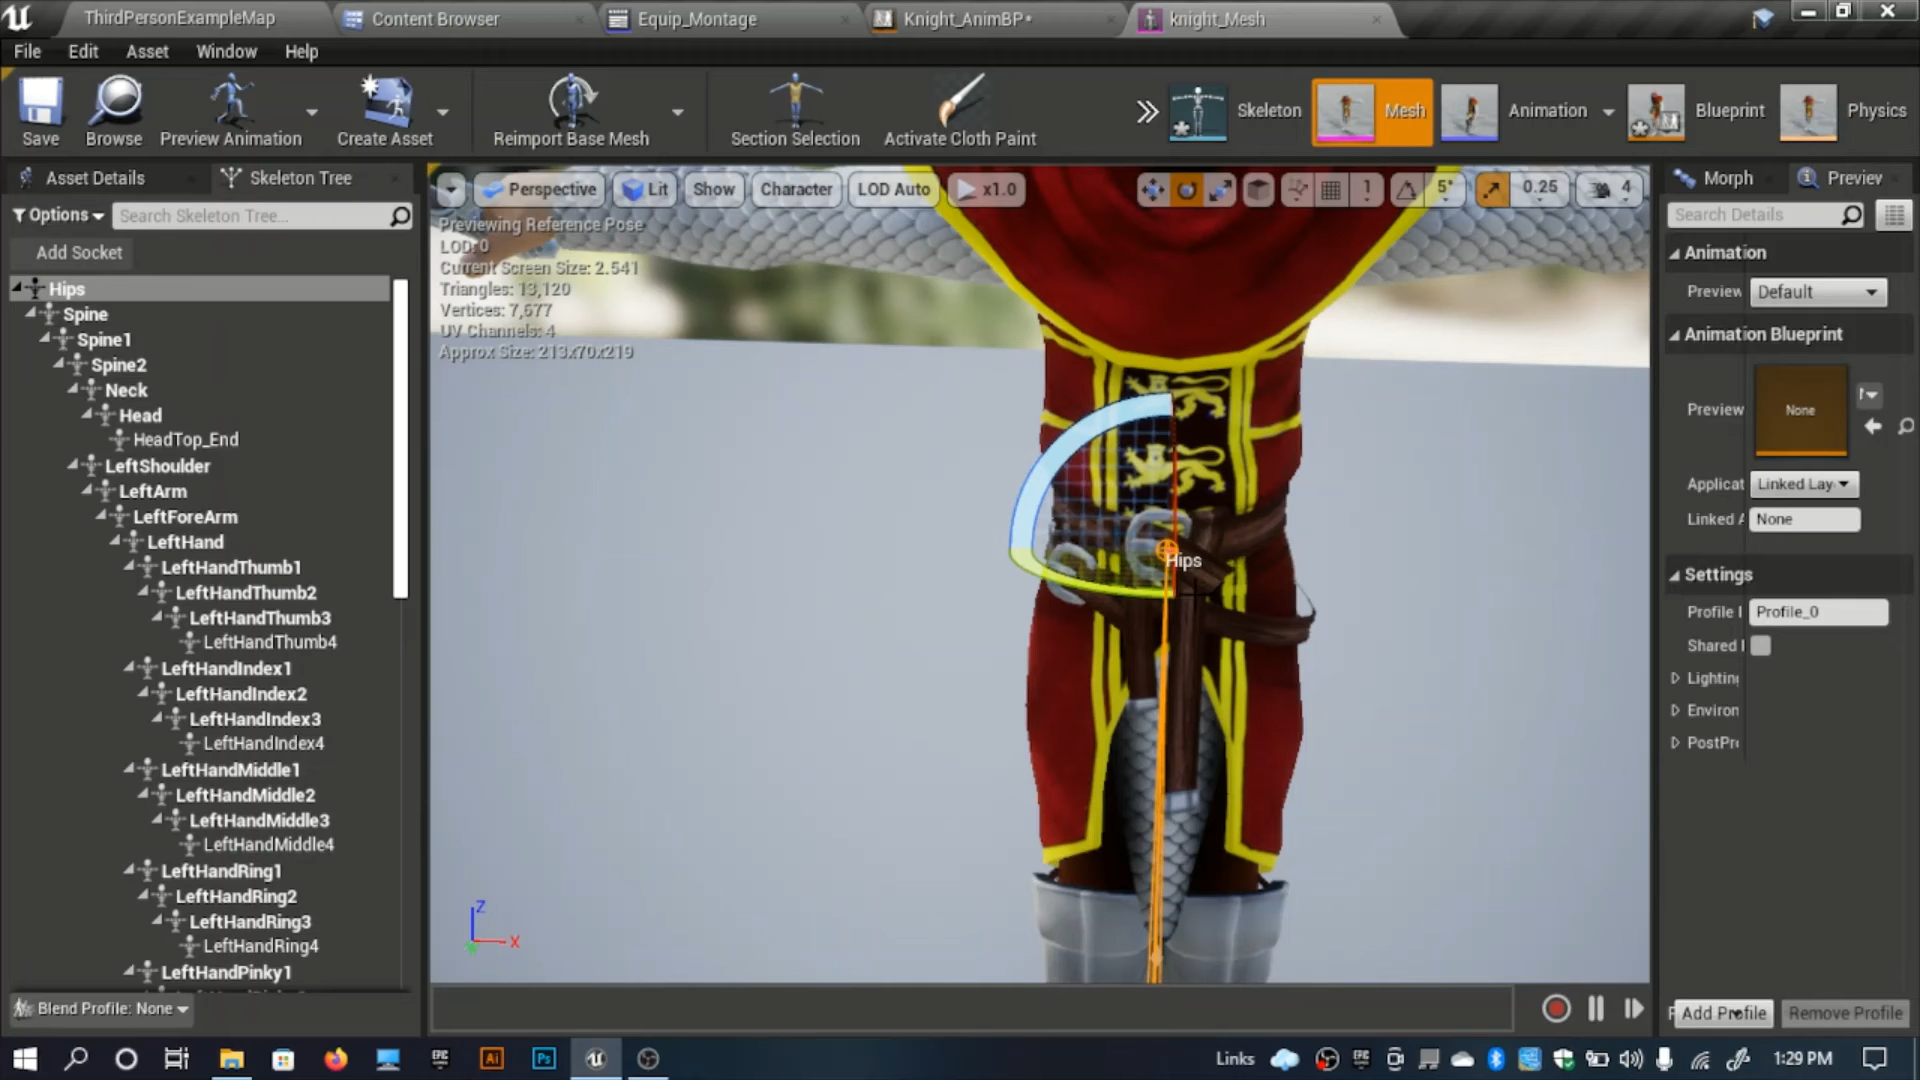 ThirdPersonExampleMap
Content Browser
Equip_Montage
Knight_AnimBP*
knight_Mesh
File Edit Asset Window Help
Save
Browse
Preview Animation
Create Asset
Reimport Base Mesh
Section Selection
Activate Cloth Paint
Skeleton
Mesh
Animation
Blueprint
Physics
Asset Details
Skeleton Tree
Options
Search Skeleton Tree...
Add Socket
Hips
Spine
Spine1
Spine2
Neck
Head
HeadTop_End
LeftShoulder
LeftArm
LeftForeArm
LeftHand
LeftHandThumb1
LeftHandThumb2
LeftHandThumb3
LeftHandThumb4
LeftHandIndex1
LeftHandIndex2
LeftHandIndex3
LeftHandIndex4
LeftHandMiddle1
LeftHandMiddle2
LeftHandMiddle3
LeftHandMiddle4
LeftHandRing1
LeftHandRing2
LeftHandRing3
LeftHandRing4
LeftHandPinky1
Blend Profile: None
Perspective
Lit
Show
Character
LOD Auto
x1.0
1
5°
0.25
4
Previewing Reference Pose
LOD: 0
Current Screen Size: 2.541
Triangles: 13,120
Vertices: 7,677
UV Channels: 4
Approx Size: 213x70x219
Hips
Z
X
Morph
Preview
Search Details
Animation
Preview
Default
Animation Blueprint
Preview
None
Applicat
Linked Lay
Linked A
None
Settings
Profile
Profile_0
Shared
Lighting
Environ
PostPr
Add Profile
Remove Profile
EPIC
Ai
Ps
Links
EPIC
1:29 PM